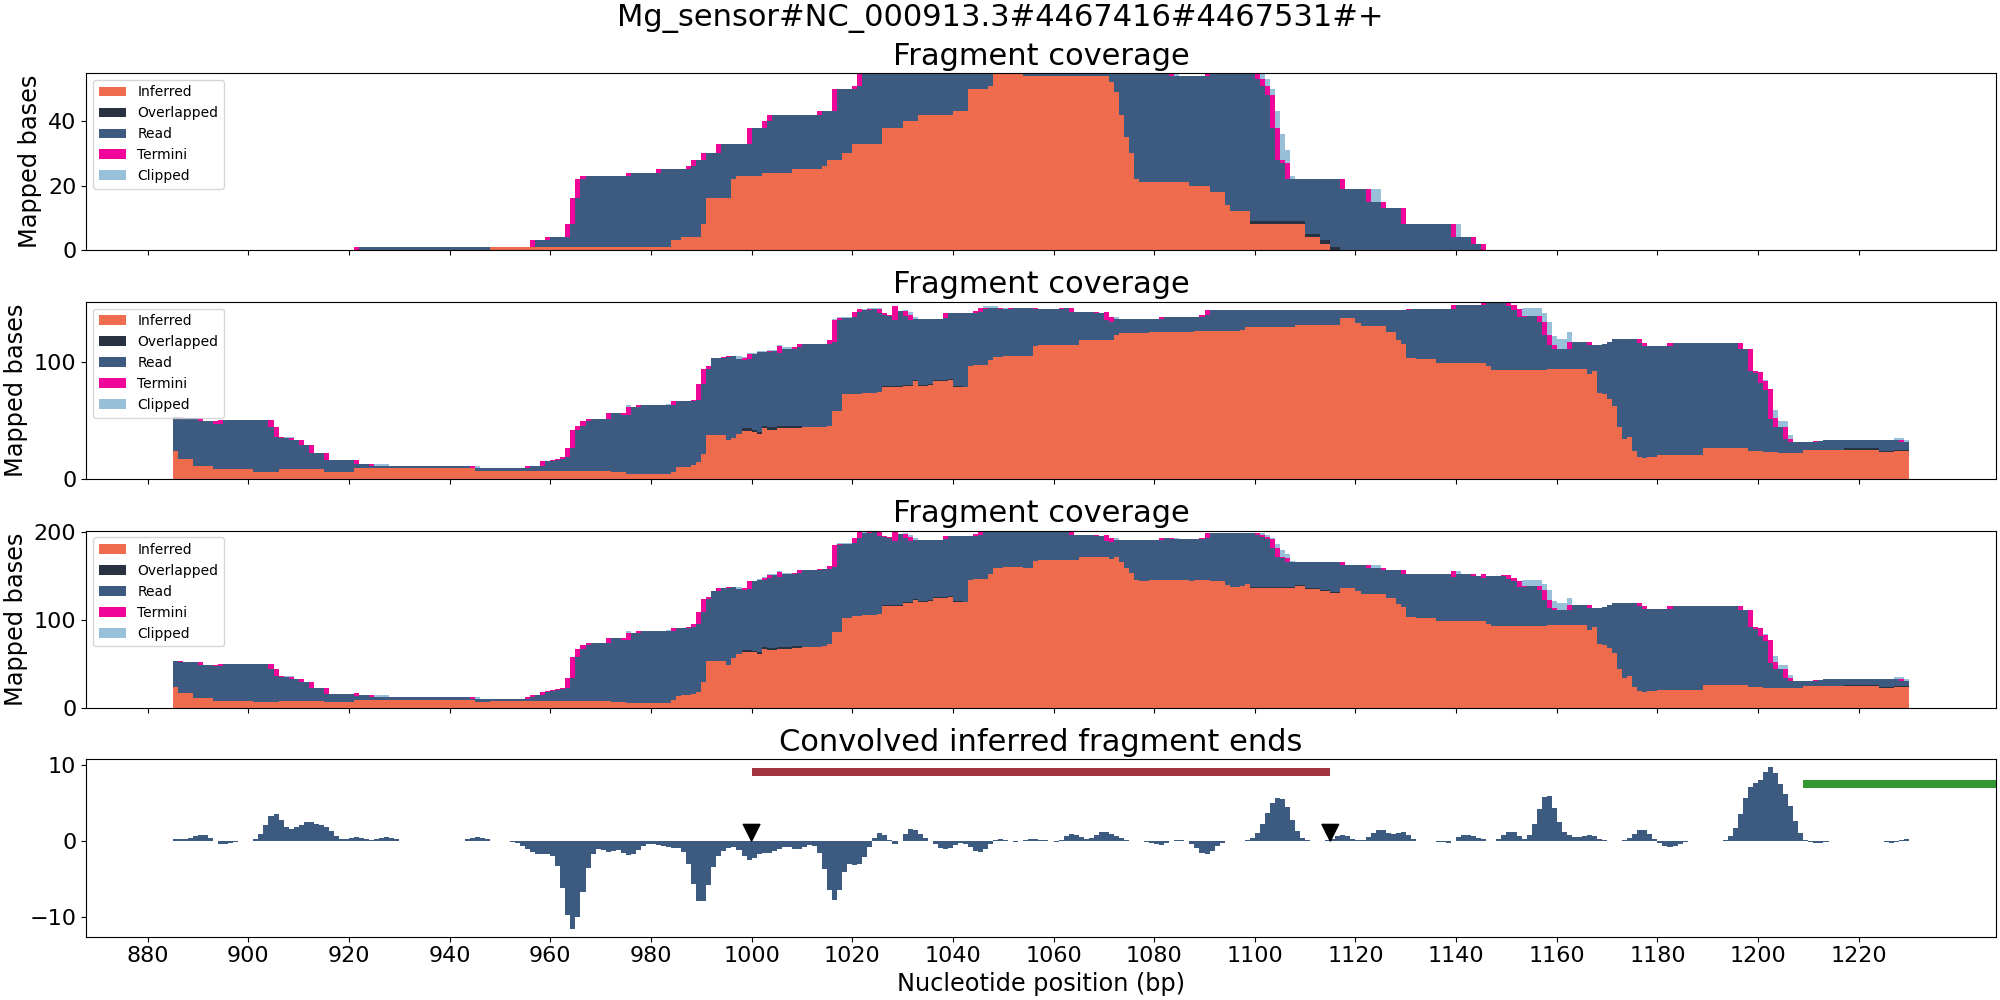 Mg_sensor#NC_000913.3#4467416#4467531#+
Fragment coverage
Mapped bases
40
20
0
Inferred
Overlapped
Read
Termini
Clipped
Fragment coverage
Mapped bases
100
0
Inferred
Overlapped
Read
Termini
Clipped
Fragment coverage
Mapped bases
200
100
0
Inferred
Overlapped
Read
Termini
Clipped
Convolved inferred fragment ends
10
0
−10
880 900 920 940 960 980 1000 1020 1040 1060 1080 1100 1120 1140 1160 1180 1200 1220
Nucleotide position (bp)